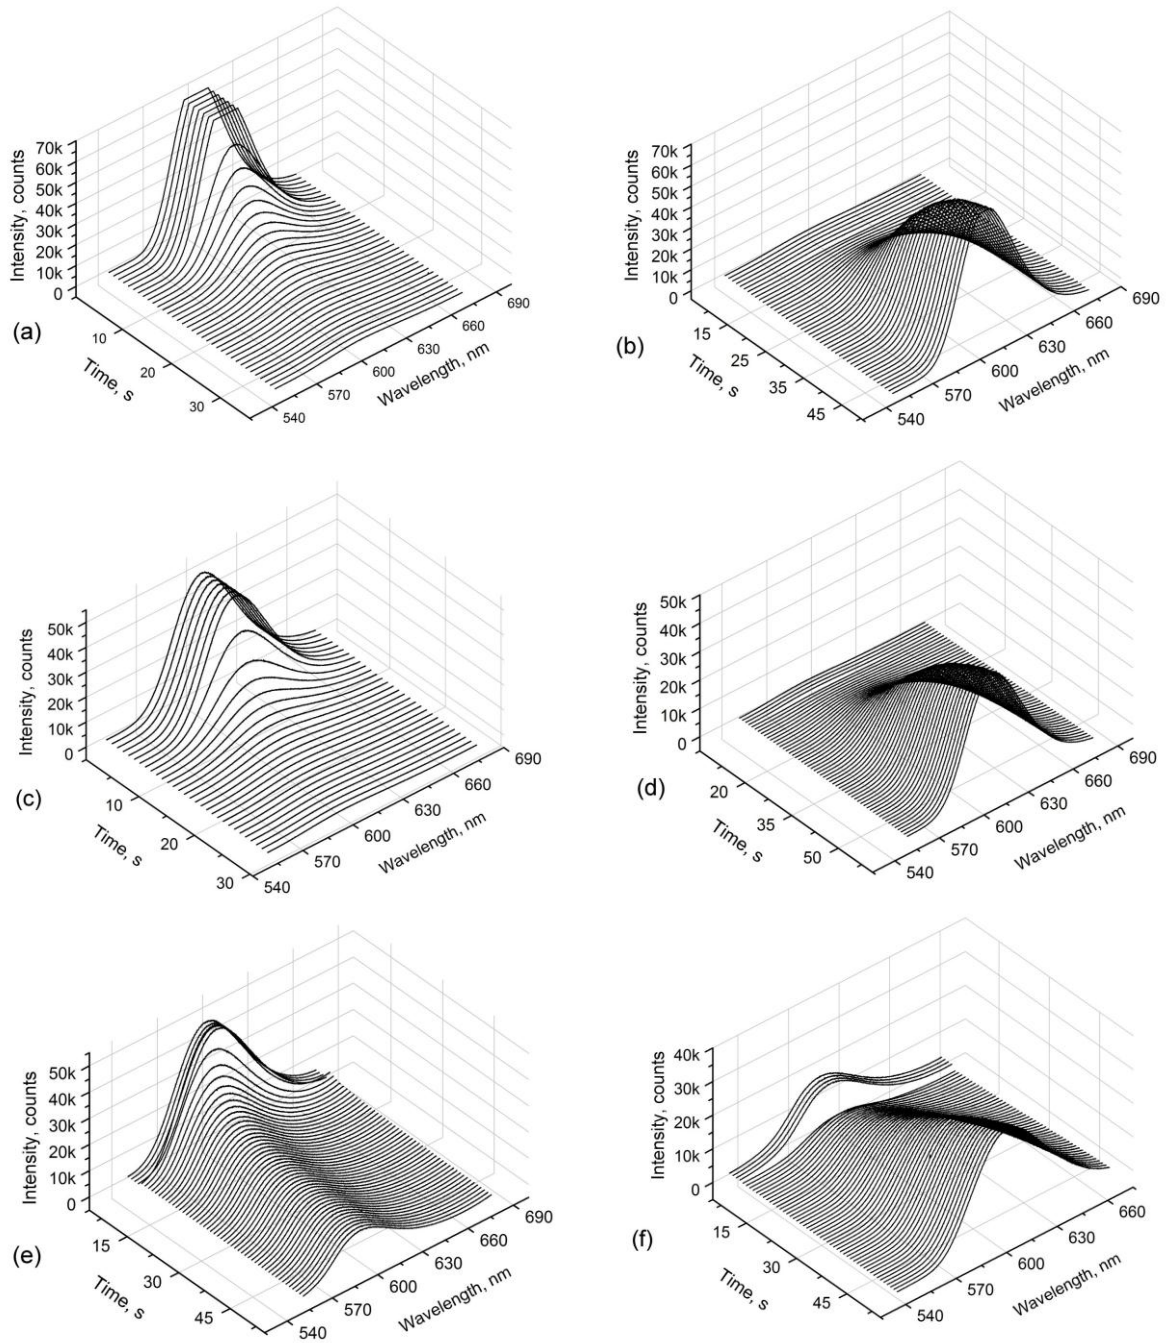 Intensity, counts
70k
60k
50k
40k
30k
20k
10k
0
(a)
10
20
30
Time, s
540
570
600
630
660
690
Wavelength, nm
Intensity, counts
70k
60k
50k
40k
30k
20k
10k
0
(b)
15
25
35
45
Time, s
540
570
600
630
660
690
Wavelength, nm
Intensity, counts
50k
40k
30k
20k
10k
0
(c)
10
20
30
Time, s
540
570
600
630
660
690
Wavelength, nm
Intensity, counts
50k
40k
30k
20k
10k
0
(d)
20
35
50
Time, s
540
570
600
630
660
690
Wavelength, nm
Intensity, counts
50k
40k
30k
20k
10k
0
(e)
15
30
45
Time, s
540
570
600
630
660
690
Wavelength, nm
Intensity, counts
40k
30k
20k
10k
0
(f)
15
30
45
Time, s
540
570
600
630
660
Wavelength, nm